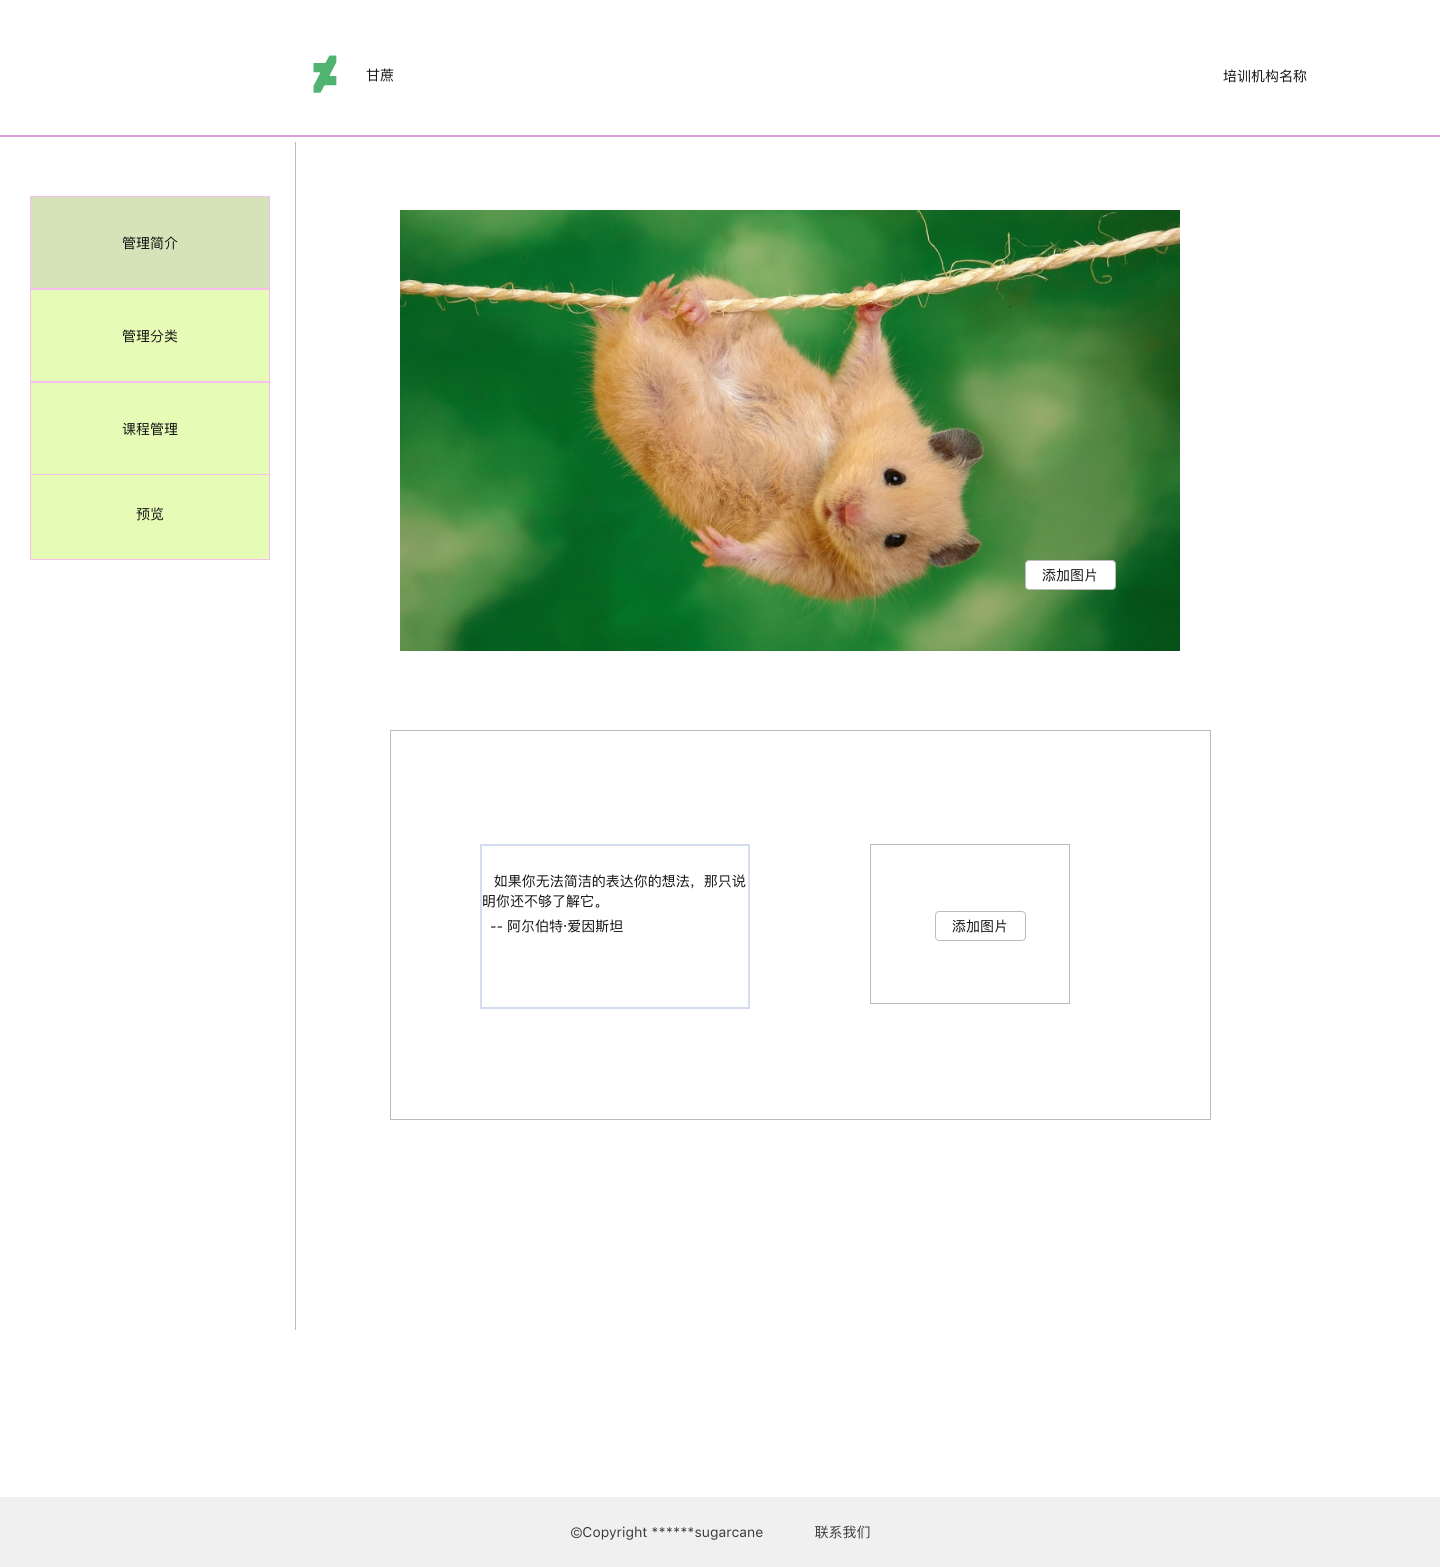 甘蔗
培训机构名称
管理简介
管理分类
课程管理
预览
添加图片
如果你无法简洁的表达你的想法，那只说
明你还不够了解它。
-- 阿尔伯特·爱因斯坦
添加图片
©Copyright ******sugarcane 联系我们